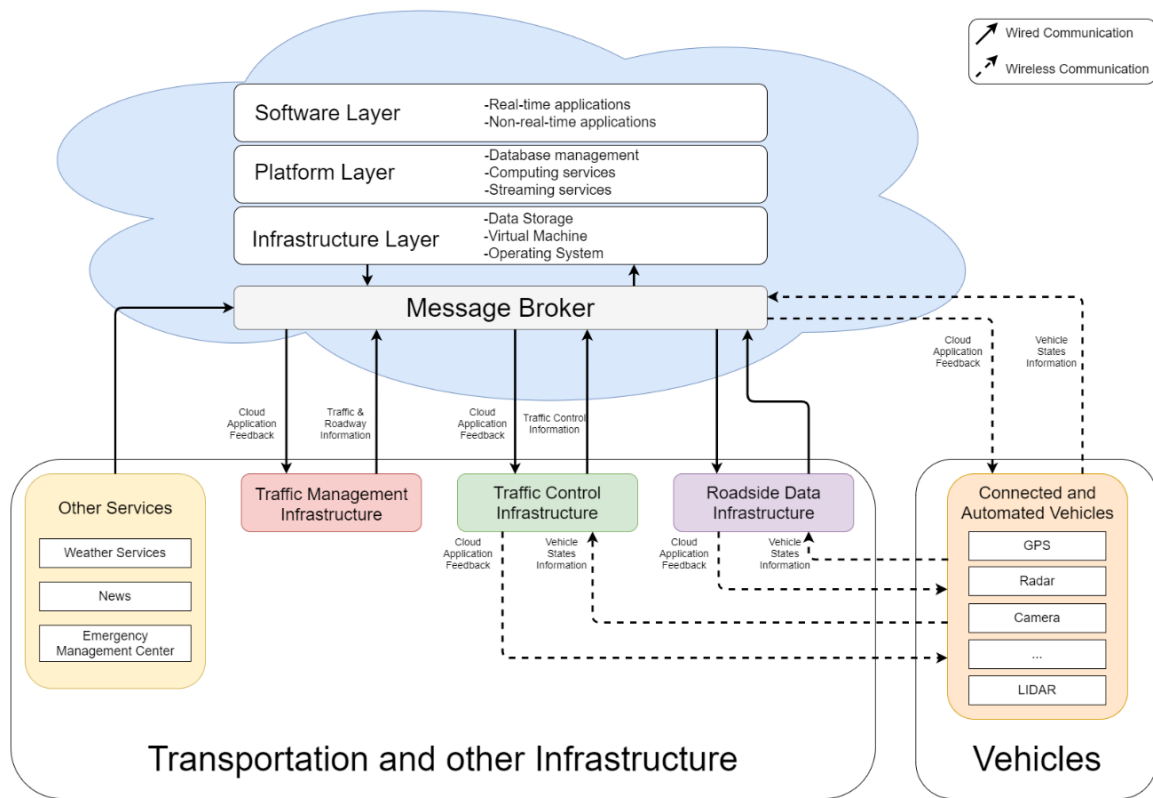 Wired Communication
Wireless Communication
Software Layer
-Real-time applications
-Non-real-time applications
Platform Layer
-Database management
-Computing services
-Streaming services
Infrastructure Layer
-Data Storage
-Virtual Machine
-Operating System
Message Broker
Cloud
Application
Feedback
Traffic &
Roadway
Information
Cloud
Application
Feedback
Traffic Control
Information
Cloud
Application
Feedback
Vehicle
States
Information
Other Services
Weather Services
News
Emergency
Management Center
Traffic Management
Infrastructure
Traffic Control
Infrastructure
Roadside Data
Infrastructure
Cloud
Application
Feedback
Vehicle
States
Information
Cloud
Application
Feedback
Vehicle
States
Information
Connected and
Automated Vehicles
GPS
Radar
Camera
...
LIDAR
Transportation and other Infrastructure
Vehicles